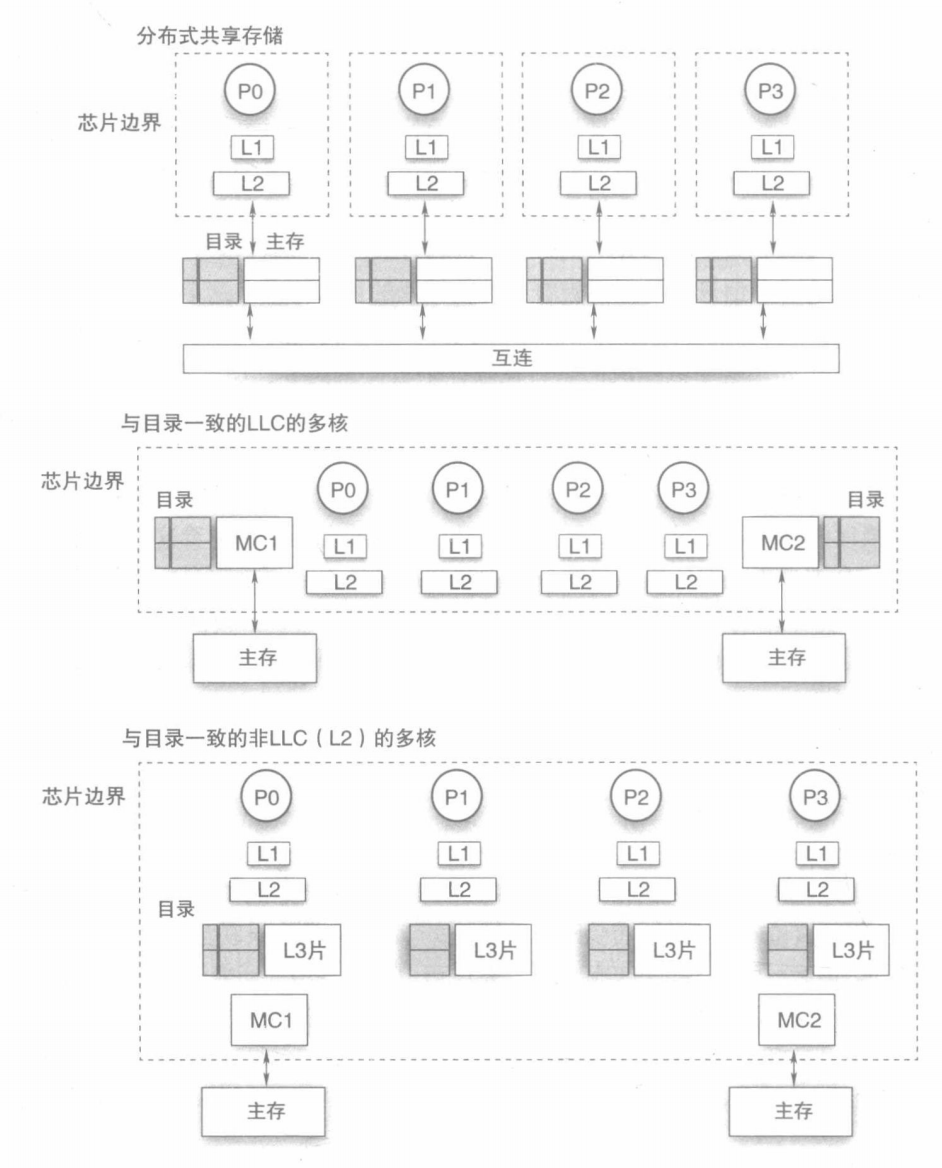 分布式共享存储
P0 P1 P2 P3
芯片边界
L1 L1 L1 L1
L2 L2 L2 L2
目录 主存
互连
与目录一致的LLC的多核
芯片边界
P0 P1 P2 P3
目录 目录
MC1 L1 L1 L1 L1 MC2
L2 L2 L2 L2
主存 主存
与目录一致的非LLC（L2）的多核
芯片边界
P0 P1 P2 P3
L1 L1 L1 L1
L2 L2 L2 L2
目录
L3片 L3片 L3片 L3片
MC1 MC2
主存 主存